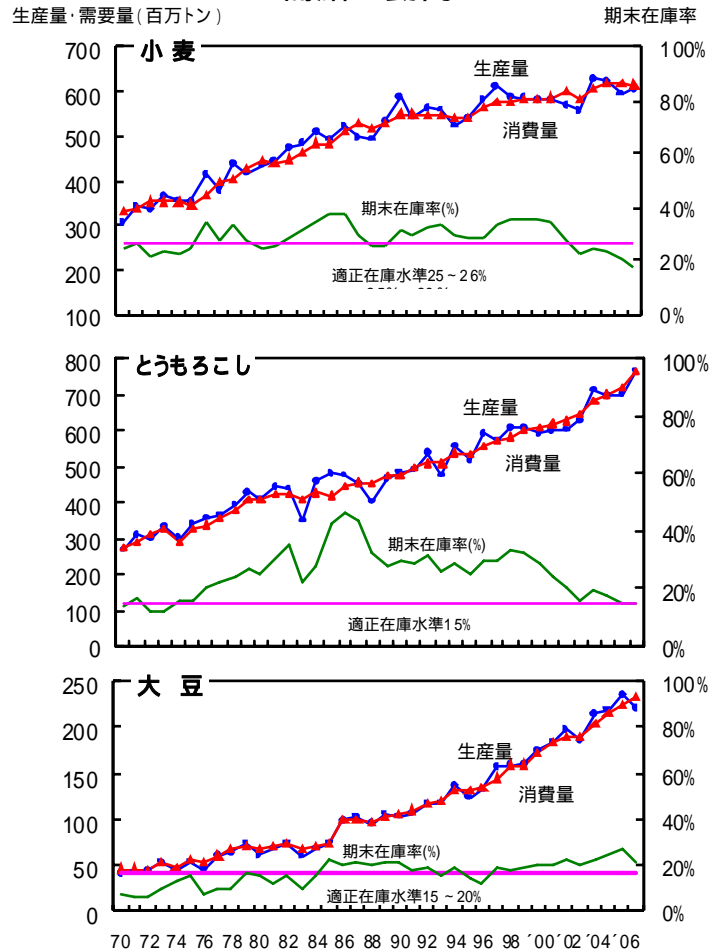 生産量·需要量(百万トン)
期末在庫率
小 麦
700
600
500
400
300
200
100
100%
80%
60%
40%
20%
0%
生産量
消費量
期末在庫率(%)
適正在庫水準25~26%
とうもろこし
800
700
600
500
400
300
200
100
0
100%
80%
60%
40%
20%
0%
生産量
消費量
期末在庫率(%)
適正在庫水準15%
大 豆
250
200
150
100
50
0
100%
80%
60%
40%
20%
0%
生産量
消費量
期末在庫率(%)
適正在庫水準15~20%
70 72 74 76 78 80 82 84 86 88 90 92 94 96 98 ´00 ´02 ´04 ´06